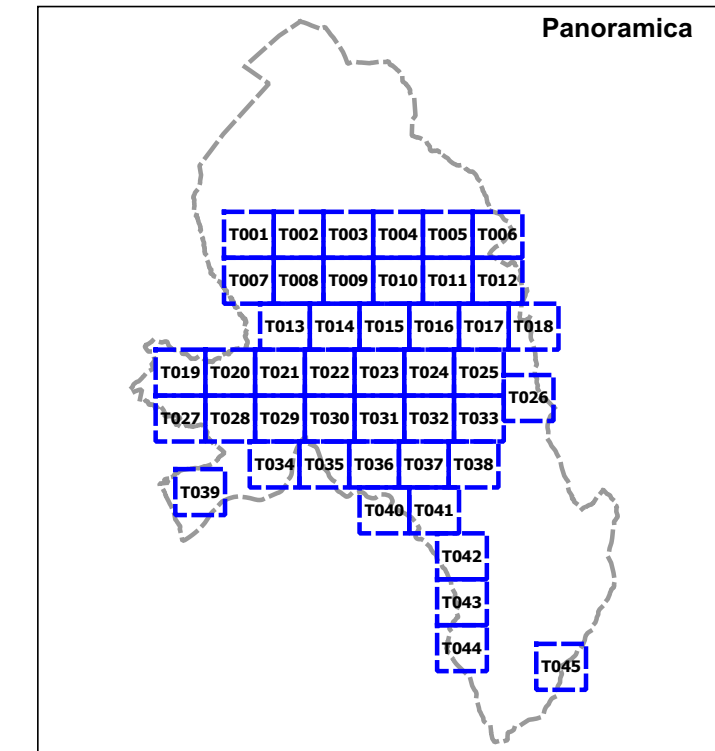 Panoramica
T001 T002 T003 T004 T005 T006
T007 T008 T009 T010 T011 T012
T013 T014 T015 T016 T017 T018
T019 T020 T021 T022 T023 T024 T025
T026
T027 T028 T029 T030 T031 T032 T033
T034 T035 T036 T037 T038
T039
T040 T041
T042
T043
T044
T045